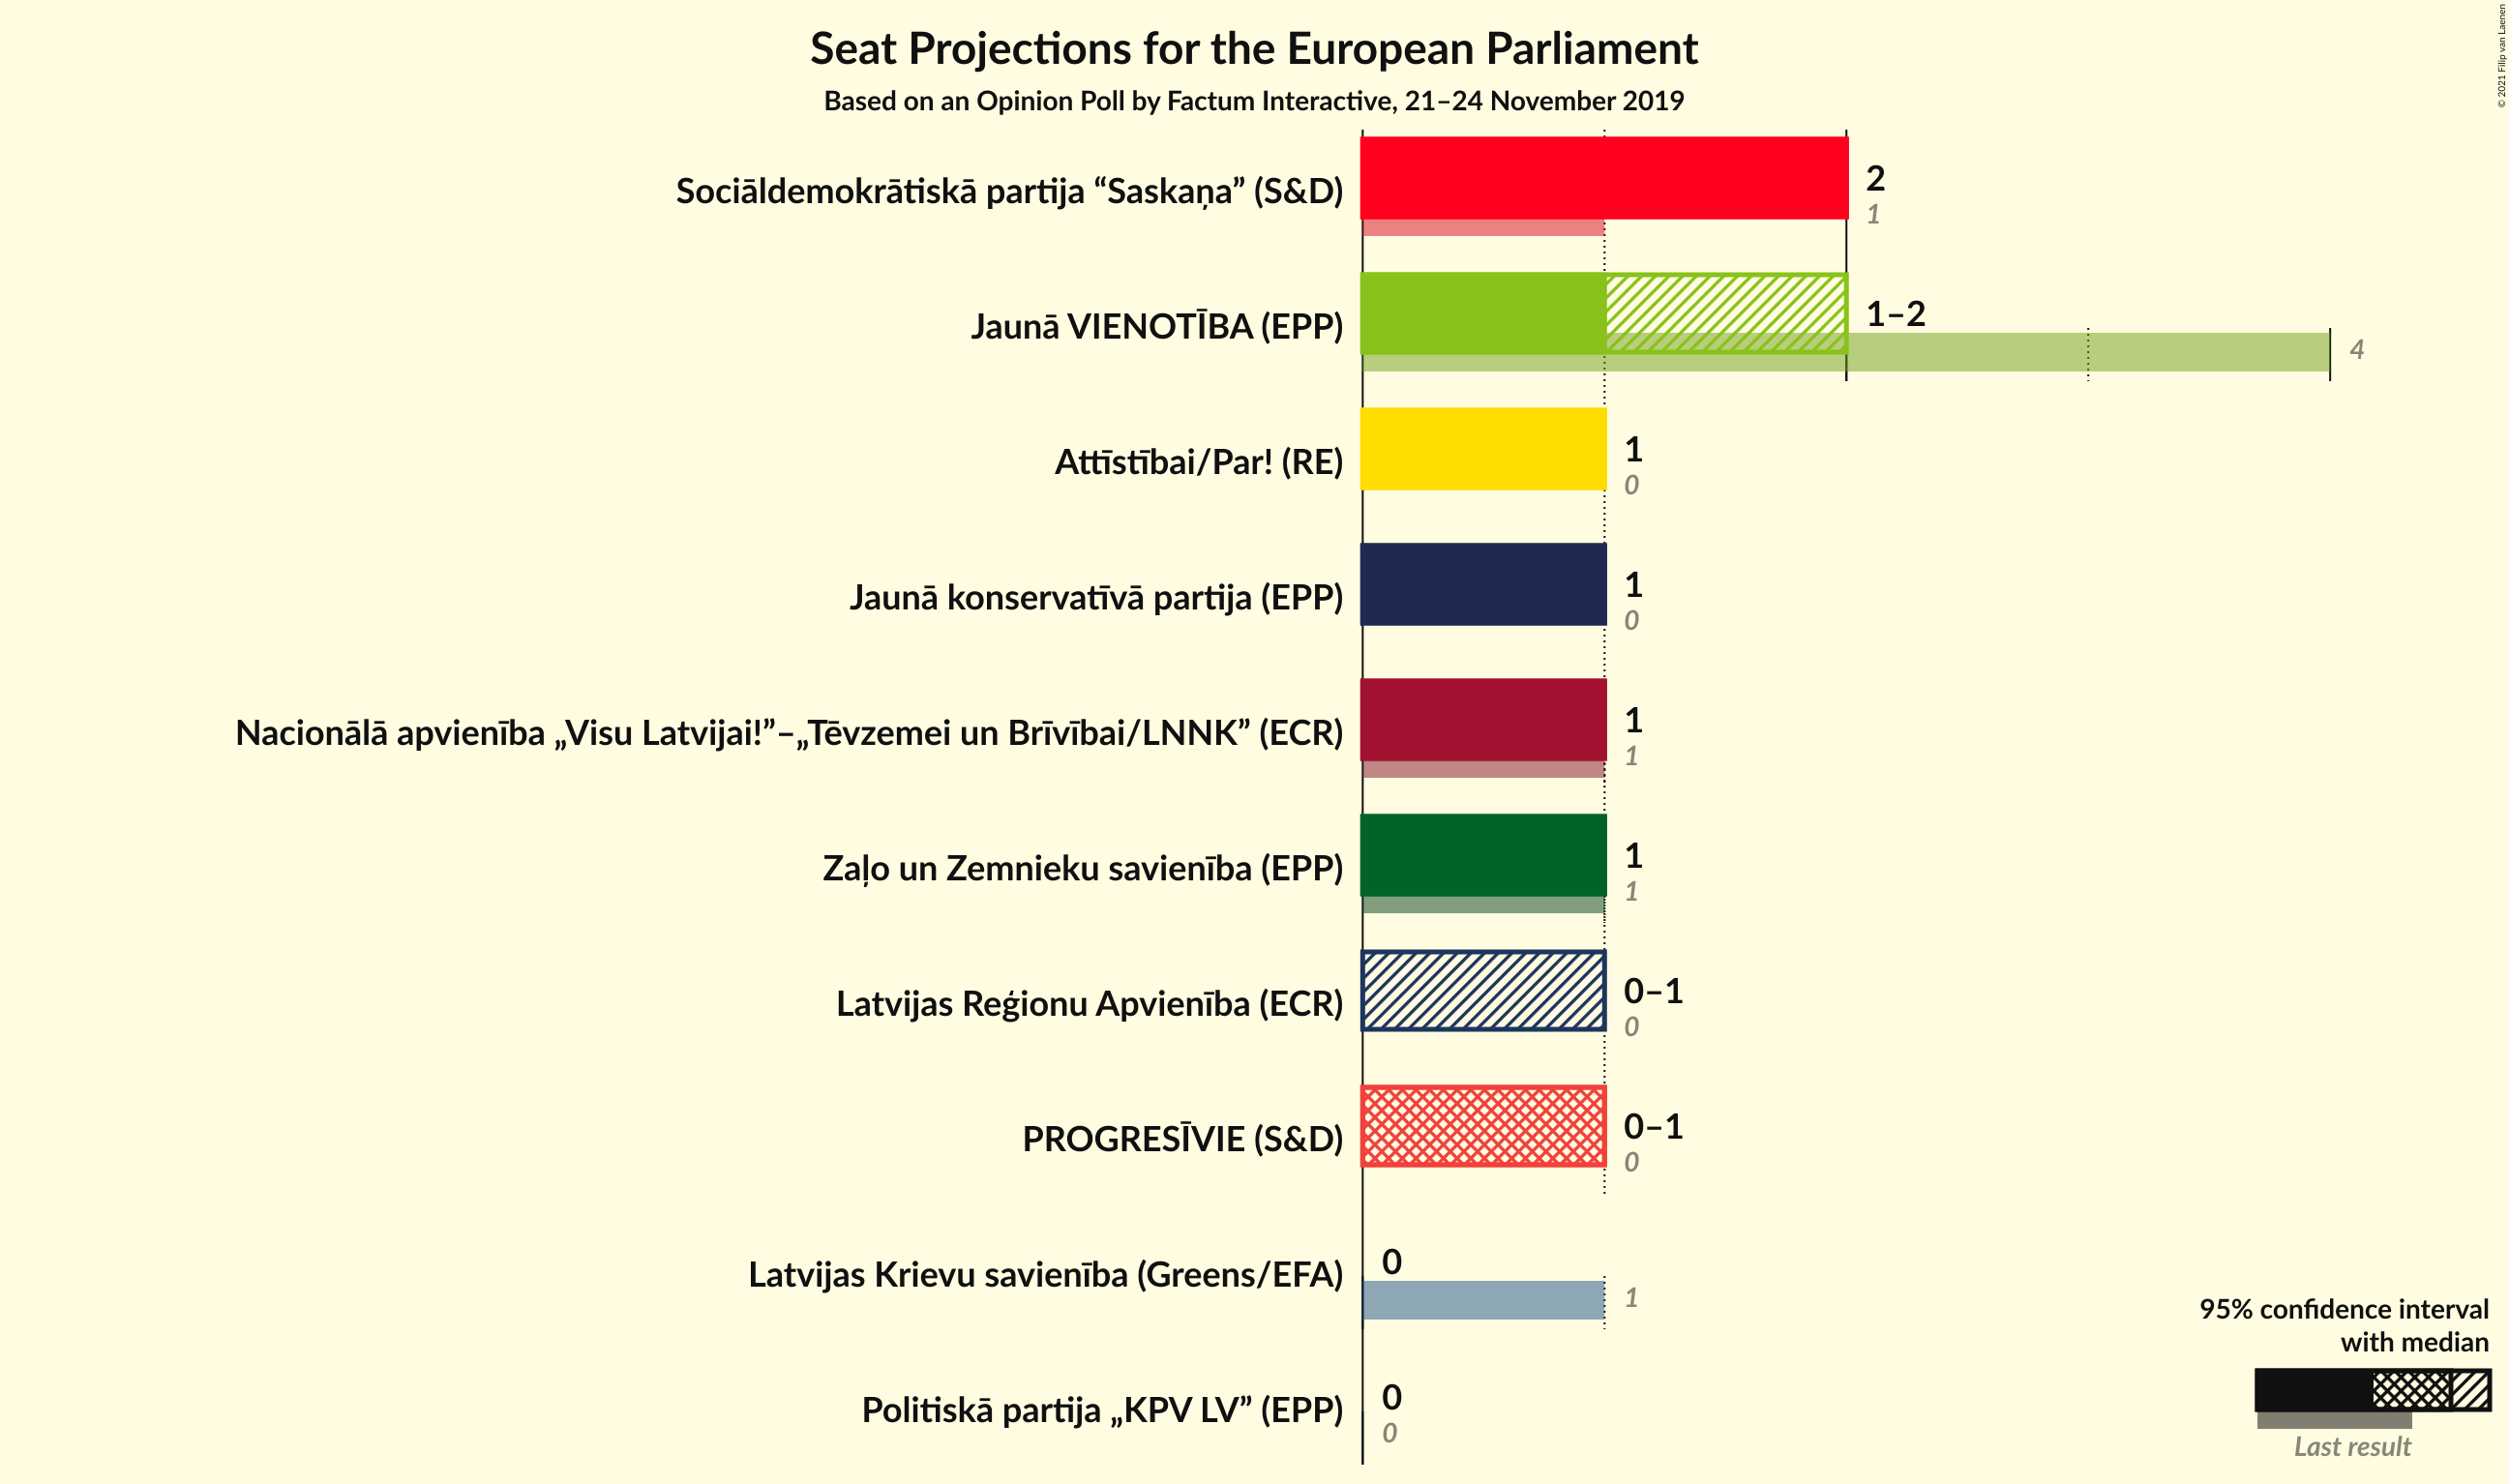 Seat Projections for the European Parliament
Based on an Opinion Poll by Factum Interactive, 21–24 November 2019
© 2021 Filip van Laenen
Sociāldemokrātiskā partija “Saskaņa” (S&D)
2
1
Jaunā VIENOTĪBA (EPP)
1–2
4
Attīstībai/Par! (RE)
1
0
Jaunā konservatīvā partija (EPP)
1
0
Nacionālā apvienība „Visu Latvijai!”–„Tēvzemei un Brīvībai/LNNK” (ECR)
1
1
Zaļo un Zemnieku savienība (EPP)
1
1
Latvijas Reģionu Apvienība (ECR)
0–1
0
PROGRESĪVIE (S&D)
0–1
0
Latvijas Krievu savienība (Greens/EFA)
0
1
Politiskā partija „KPV LV” (EPP)
0
0
95% confidence interval
with median
Last result